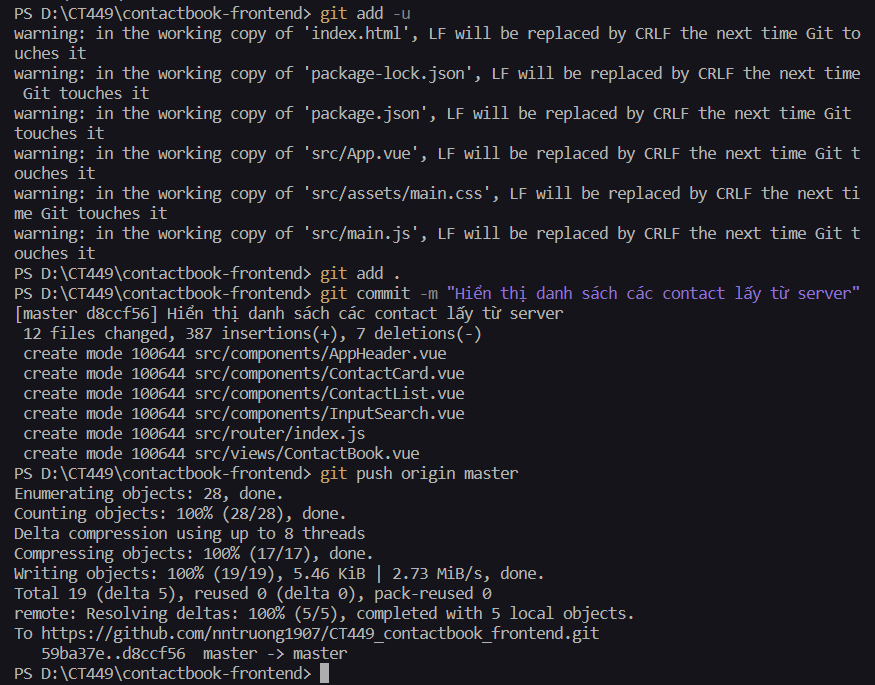 PS D:\CT449\contactbook-frontend> git add -u
warning: in the working copy of 'index.html', LF will be replaced by CRLF the next time Git to
uches it
warning: in the working copy of 'package-lock.json', LF will be replaced by CRLF the next time
 Git touches it
warning: in the working copy of 'package.json', LF will be replaced by CRLF the next time Git
touches it
warning: in the working copy of 'src/App.vue', LF will be replaced by CRLF the next time Git t
ouches it
warning: in the working copy of 'src/assets/main.css', LF will be replaced by CRLF the next ti
me Git touches it
warning: in the working copy of 'src/main.js', LF will be replaced by CRLF the next time Git t
ouches it
PS D:\CT449\contactbook-frontend> git add .
PS D:\CT449\contactbook-frontend> git commit -m "Hiển thị danh sách các contact lấy từ server"
[master d8ccf56] Hiển thị danh sách các contact lấy từ server
 12 files changed, 387 insertions(+), 7 deletions(-)
 create mode 100644 src/components/AppHeader.vue
 create mode 100644 src/components/ContactCard.vue
 create mode 100644 src/components/ContactList.vue
 create mode 100644 src/components/InputSearch.vue
 create mode 100644 src/router/index.js
 create mode 100644 src/views/ContactBook.vue
PS D:\CT449\contactbook-frontend> git push origin master
Enumerating objects: 28, done.
Counting objects: 100% (28/28), done.
Delta compression using up to 8 threads
Compressing objects: 100% (17/17), done.
Writing objects: 100% (19/19), 5.46 KiB | 2.73 MiB/s, done.
Total 19 (delta 5), reused 0 (delta 0), pack-reused 0
remote: Resolving deltas: 100% (5/5), completed with 5 local objects.
To https://github.com/nntruong1907/CT449_contactbook_frontend.git
   59ba37e..d8ccf56  master -> master
PS D:\CT449\contactbook-frontend>